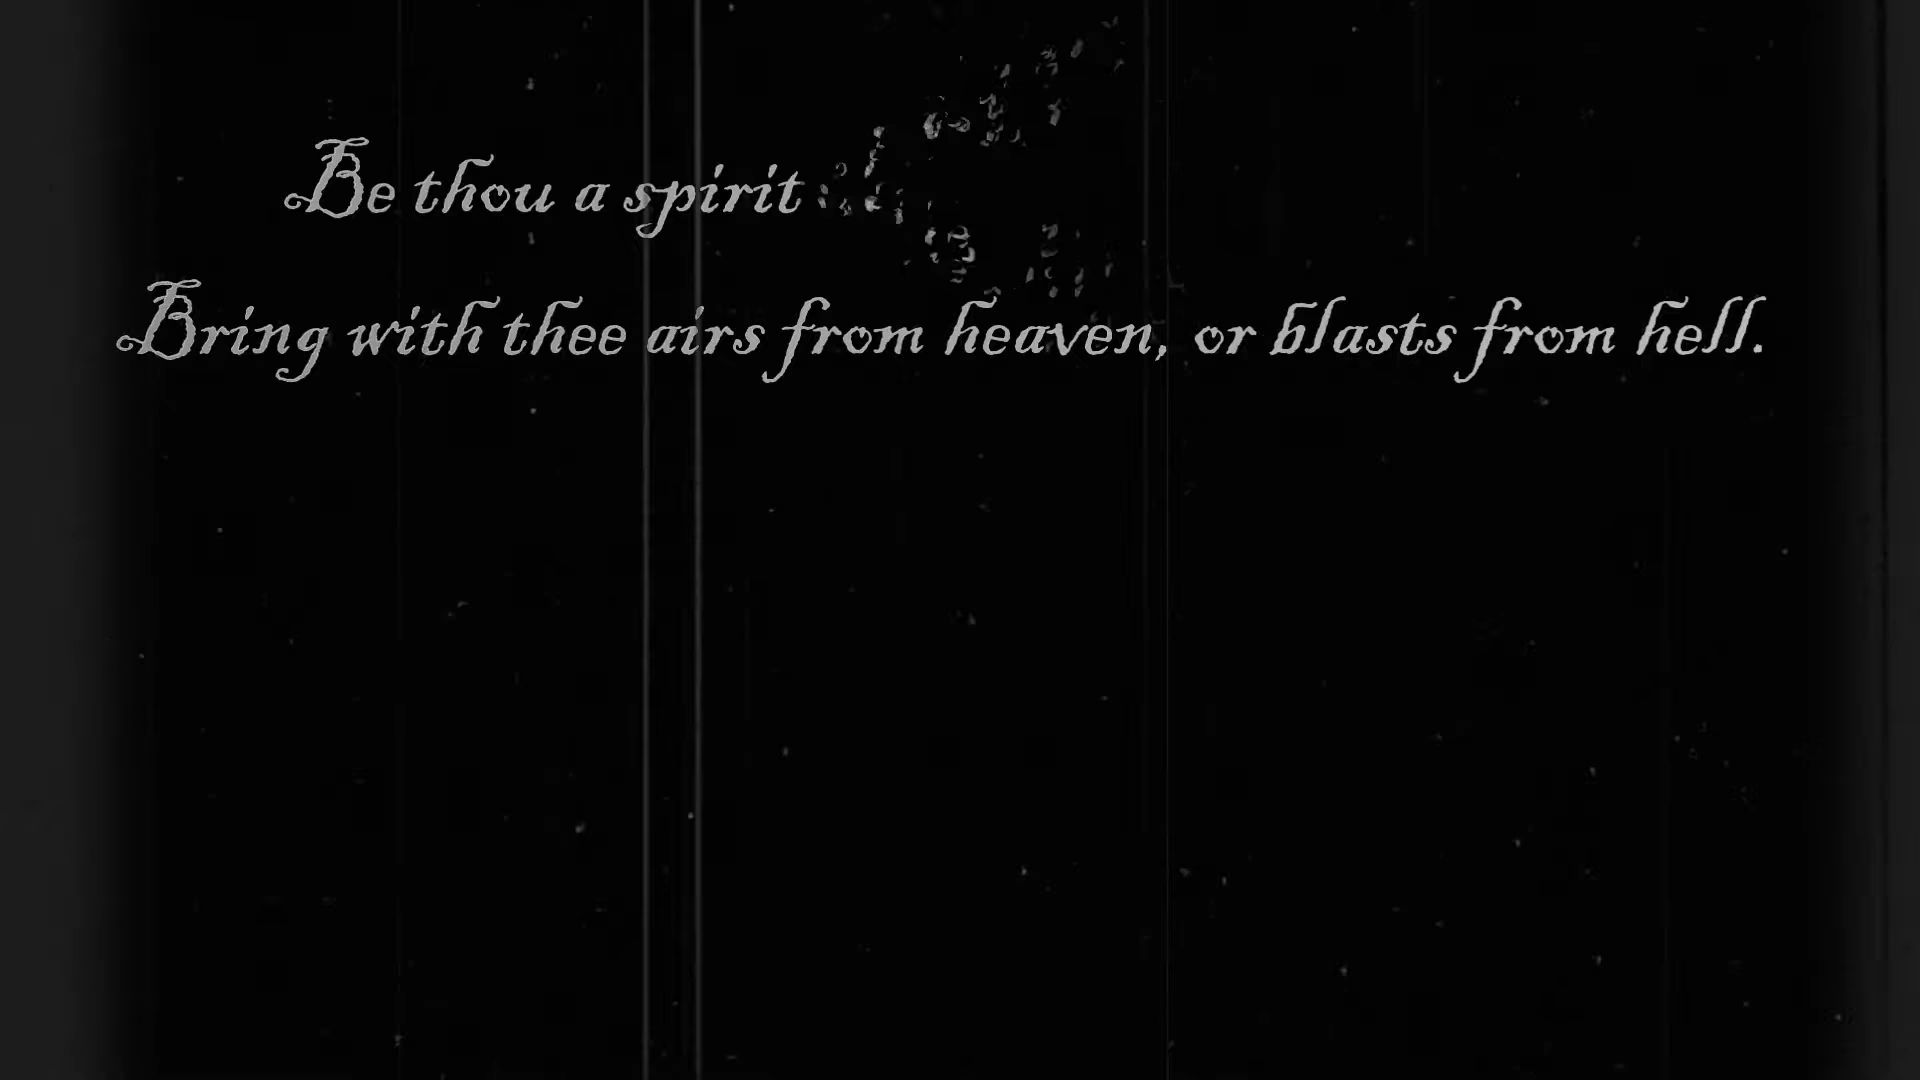 Be thou a spirit
Bring with thee airs from heaven, or blasts from hell.